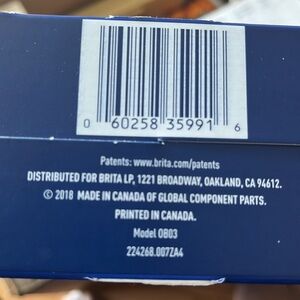 0 60258 35991 6
Patents: www.brita.com/patents
DISTRIBUTED FOR BRITA LP, 1221 BROADWAY, OAKLAND, CA 94612.
© 2018 MADE IN CANADA OF GLOBAL COMPONENT PARTS.
PRINTED IN CANADA.
Model OB03
224268.007ZA4